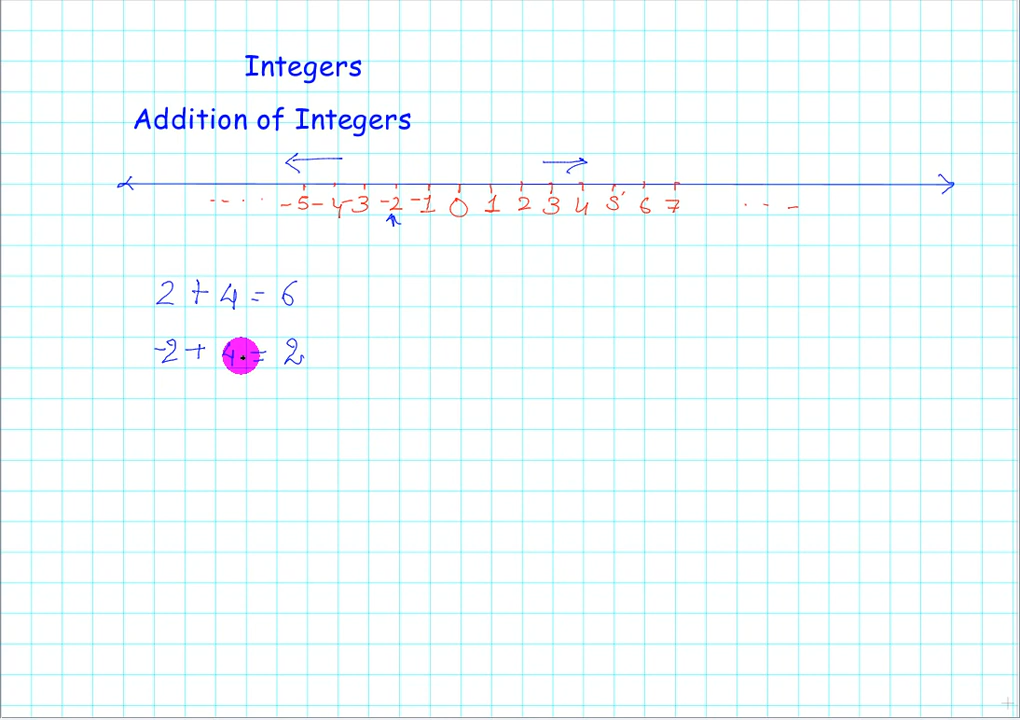 Integers
Addition of Integers
-- · · -5 -4 -3 -2 -1 0 1 2 3 4 5 6 7 · - -
2 + 4 = 6
-2 + 4 = 2